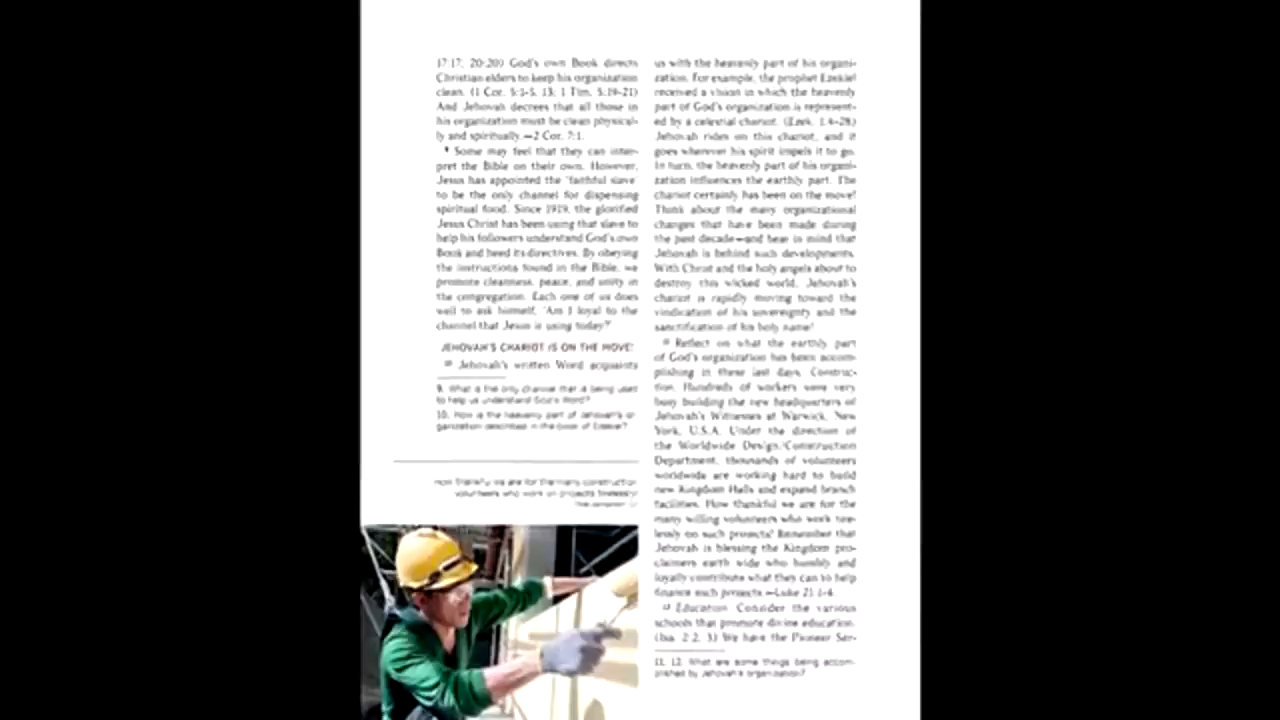 17:17; 20:20) God's own Book directs
Christian elders to keep his organization
clean. (1 Cor. 5:1-5, 13; 1 Tim. 5:19-21)
And Jehovah decrees that all those in
his organization must be clean physical-
ly and spiritually.—2 Cor. 7:1.
9 Some may feel that they can inter-
pret the Bible on their own. However,
Jesus has appointed the 'faithful slave'
to be the only channel for dispensing
spiritual food. Since 1919, the glorified
Jesus Christ has been using that slave to
help his followers understand God's own
Book and heed its directives. By obeying
the instructions found in the Bible, we
promote cleanness, peace, and unity in
the congregation. Each one of us does
well to ask himself, 'Am I loyal to the
channel that Jesus is using today?'
JEHOVAH'S CHARIOT IS ON THE MOVE!
10 Jehovah's written Word acquaints
9. What is the only channel that is being used
to help us understand God's Word?
10. How is the heavenly part of Jehovah's or-
ganization described in the book of Ezekiel?
How thankful we are for the many construction
volunteers who work on projects tirelessly!
us with the heavenly part of his organi-
zation. For example, the prophet Ezekiel
received a vision in which the heavenly
part of God's organization is represent-
ed by a celestial chariot. (Ezek. 1:4-28)
Jehovah rides on this chariot, and it
goes wherever his spirit impels it to go.
In turn, the heavenly part of his organi-
zation influences the earthly part. The
chariot certainly has been on the move!
Think about the many organizational
changes that have been made during
the past decade—and bear in mind that
Jehovah is behind such developments.
With Christ and the holy angels about to
destroy this wicked world, Jehovah's
chariot is rapidly moving toward the
vindication of his sovereignty and the
sanctification of his holy name!
11 Reflect on what the earthly part
of God's organization has been accom-
plishing in these last days. Construc-
tion. Hundreds of workers were very
busy building the new headquarters of
Jehovah's Witnesses at Warwick, New
York, U.S.A. Under the direction of
the Worldwide Design/Construction
Department, thousands of volunteers
worldwide are working hard to build
new Kingdom Halls and expand branch
facilities. How thankful we are for the
many willing volunteers who work tire-
lessly on such projects! Remember that
Jehovah is blessing the Kingdom pro-
claimers earth wide who humbly and
loyally contribute what they can to help
finance such projects.—Luke 21:1-4.
12 Education. Consider the various
schools that promote divine education.
(Isa. 2:2, 3) We have the Pioneer Ser-
11, 12. What are some things being accom-
plished by Jehovah's organization?